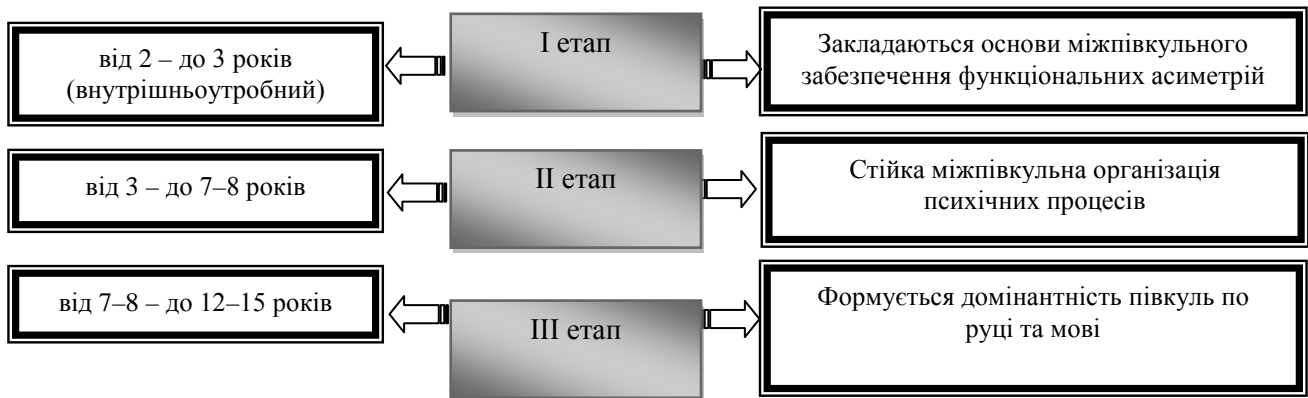 від 2 – до 3 років
(внутрішньоутробний)
І етап
Закладаються основи міжпівкульного
забезпечення функціональних асиметрій
від 3 – до 7–8 років
ІІ етап
Стійка міжпівкульна організація
психічних процесів
від 7–8 – до 12–15 років
ІІІ етап
Формується домінантність півкуль по
руці та мові